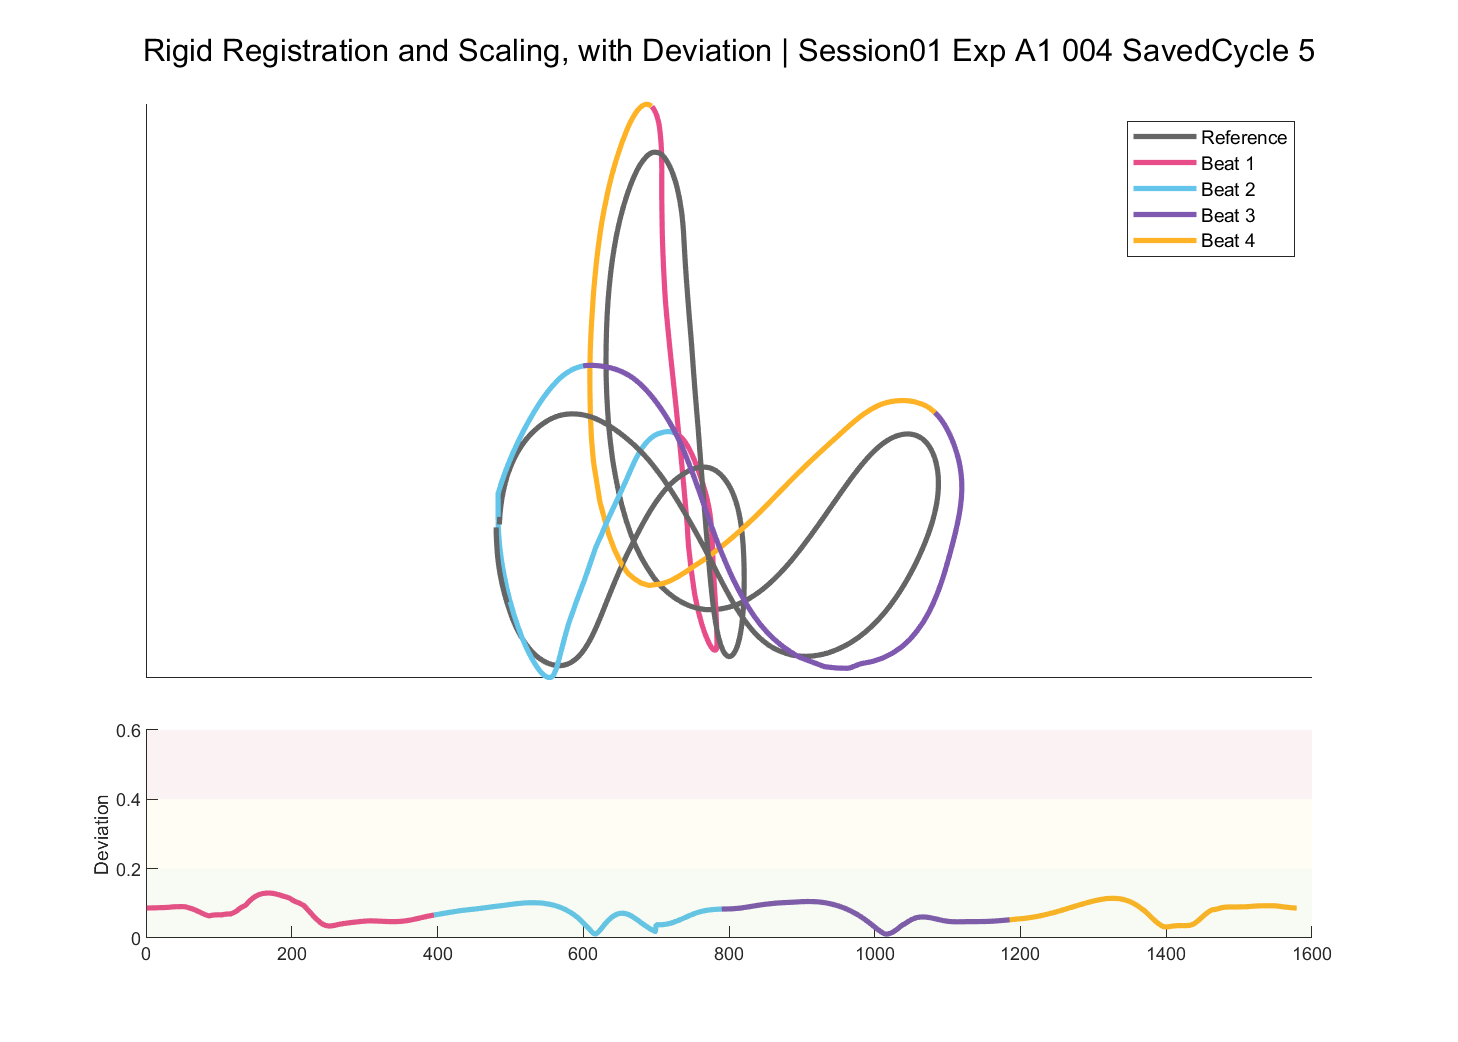 Rigid Registration and Scaling, with Deviation | Session01 Exp A1 004 SavedCycle 5
Reference
Beat 1
Beat 2
Beat 3
Beat 4
0.6
0.4
0.2
0
Deviation
0 200 400 600 800 1000 1200 1400 1600